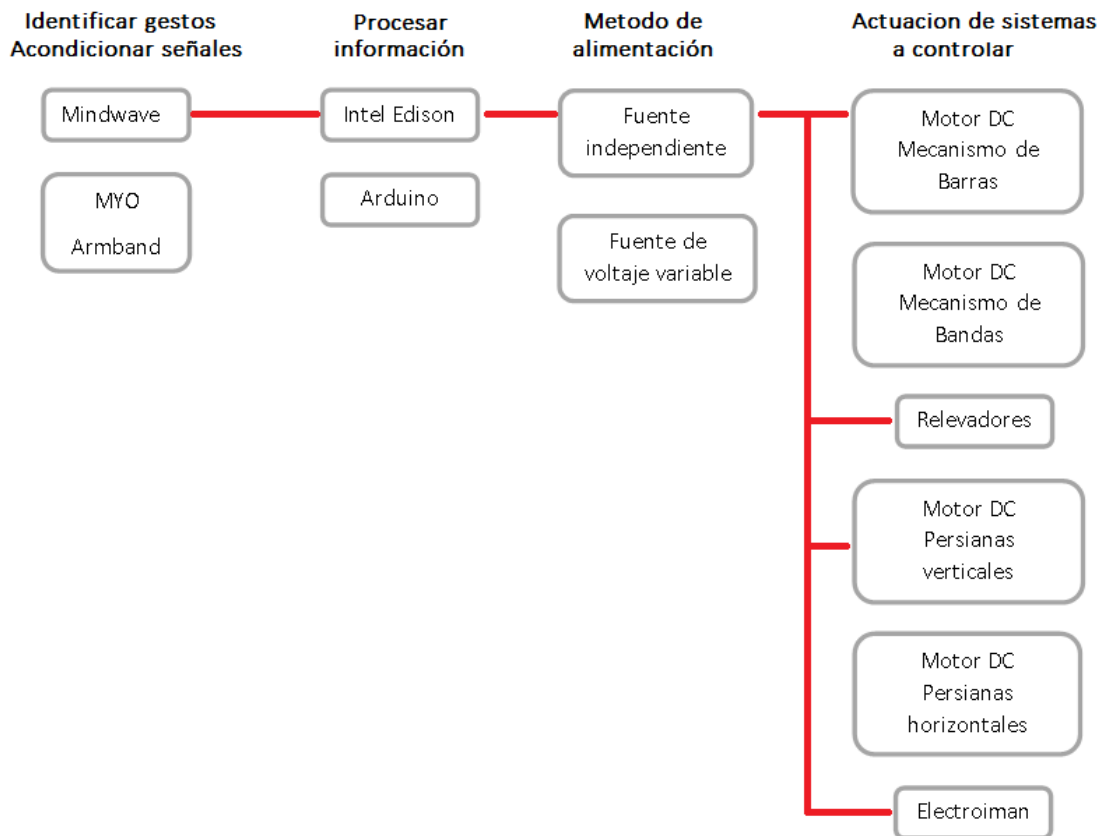 Identificar gestos
Acondicionar señales
Procesar
información
Metodo de
alimentación
Actuacion de sistemas
a controlar
Mindwave
MYO
Armband
Intel Edison
Arduino
Fuente
independiente
Fuente de
voltaje variable
Motor DC
Mecanismo de
Barras
Motor DC
Mecanismo de
Bandas
Relevadores
Motor DC
Persianas
verticales
Motor DC
Persianas
horizontales
Electroiman